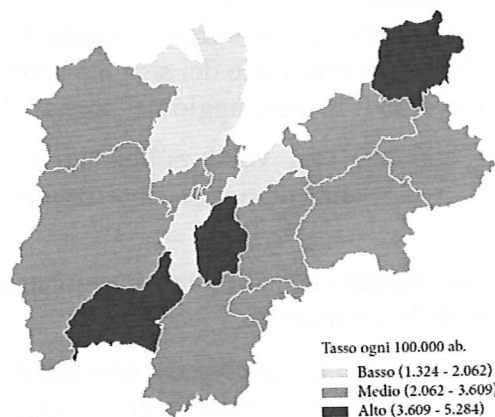 Tasso ogni 100.000 ab.
Basso (1.324 - 2.062)
Medio (2.062 - 3.609)
Alto (3.609 - 5.284)